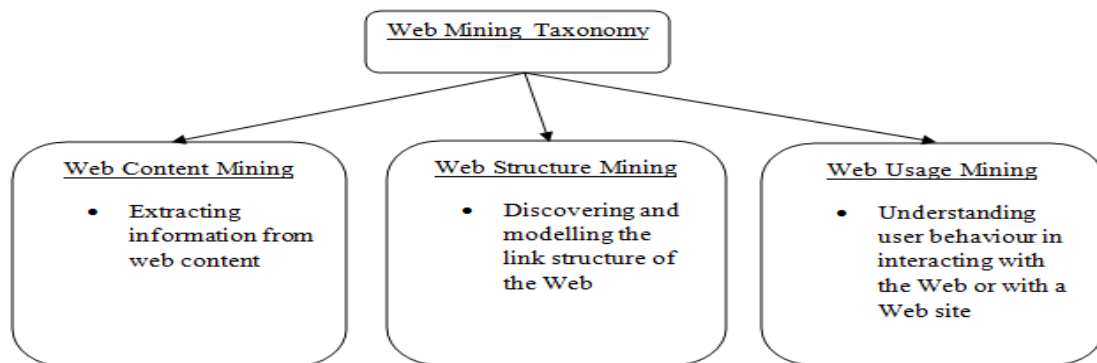 Web Mining Taxonomy
Web Content Mining
• Extracting
information from
web content
Web Structure Mining
• Discovering and
modelling the
link structure of
the Web
Web Usage Mining
• Understanding
user behaviour in
interacting with
the Web or with a
Web site